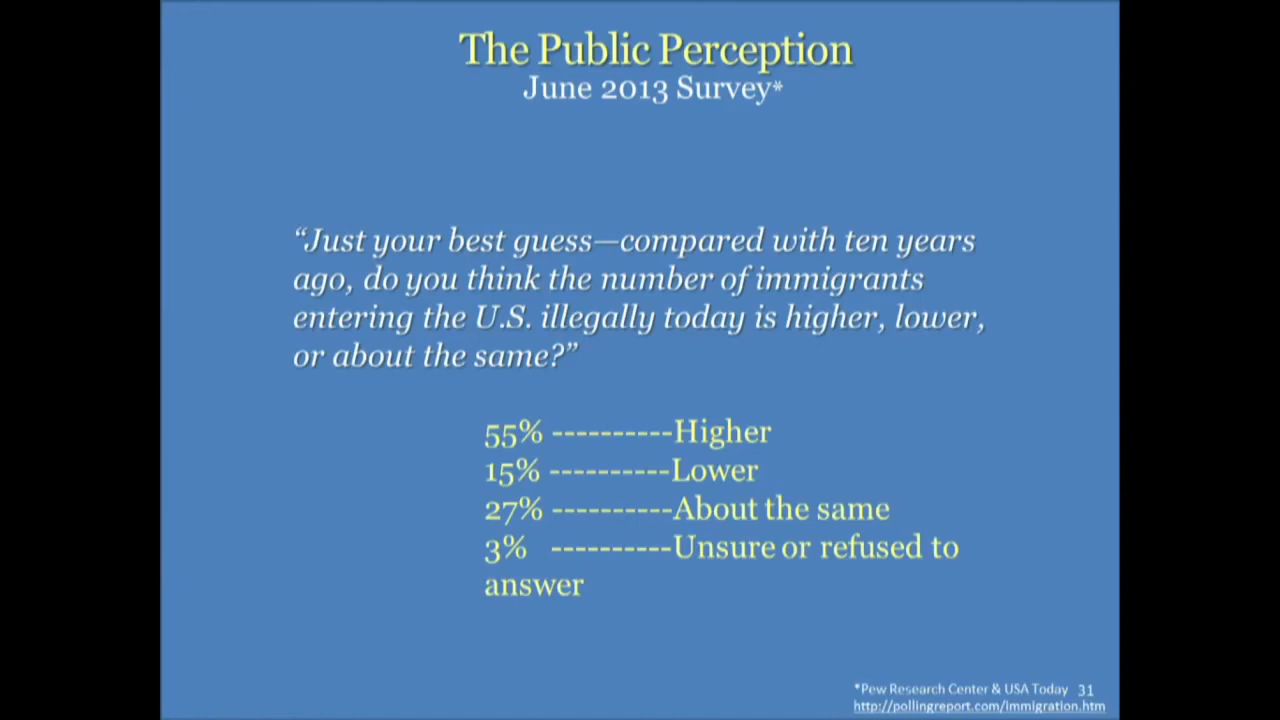 The Public Perception
June 2013 Survey*
“Just your best guess—compared with ten years
ago, do you think the number of immigrants
entering the U.S. illegally today is higher, lower,
or about the same?”
55% ----------Higher
15% ----------Lower
27% ----------About the same
3% ----------Unsure or refused to
answer
*Pew Research Center & USA Today 31
http://pollingreport.com/immigration.htm